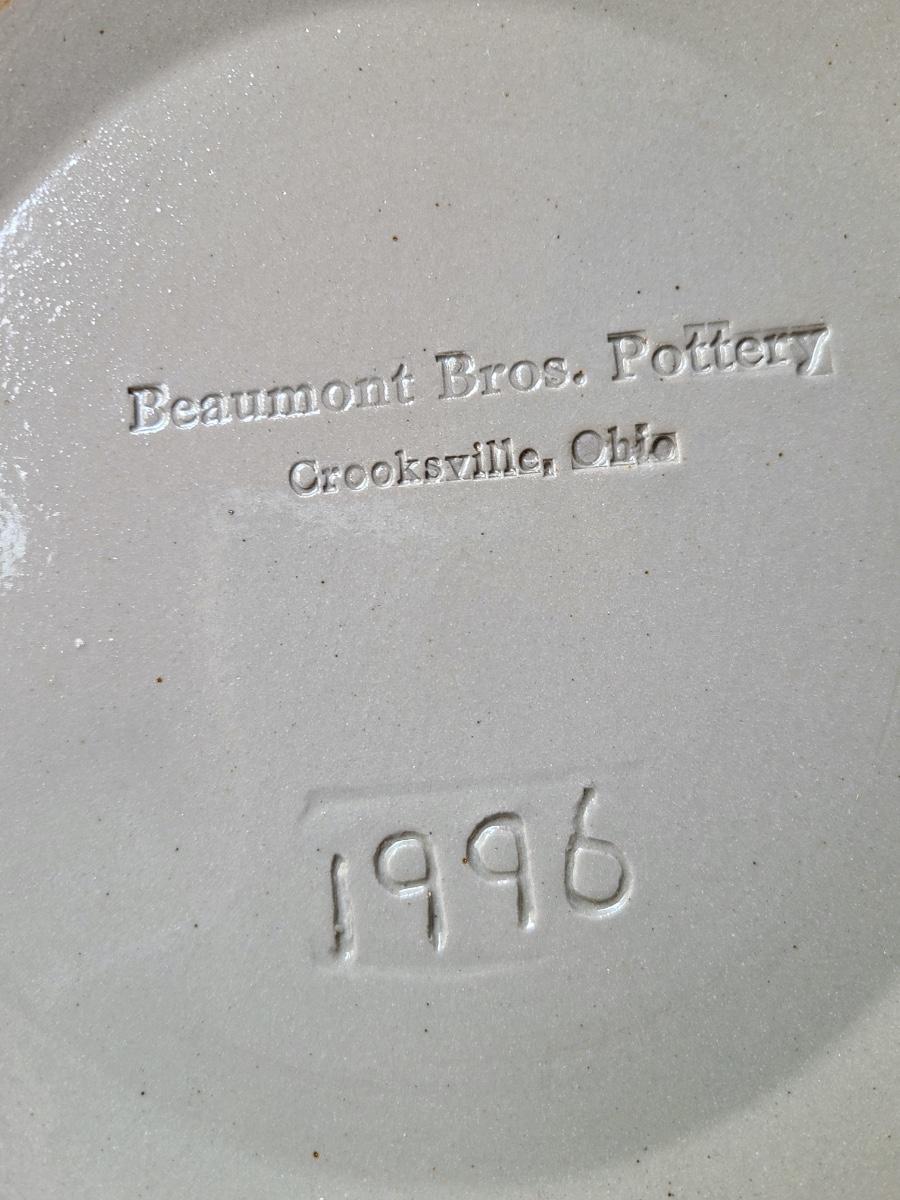 Beaumont Bros. Pottery
Crooksville, Ohio
1996